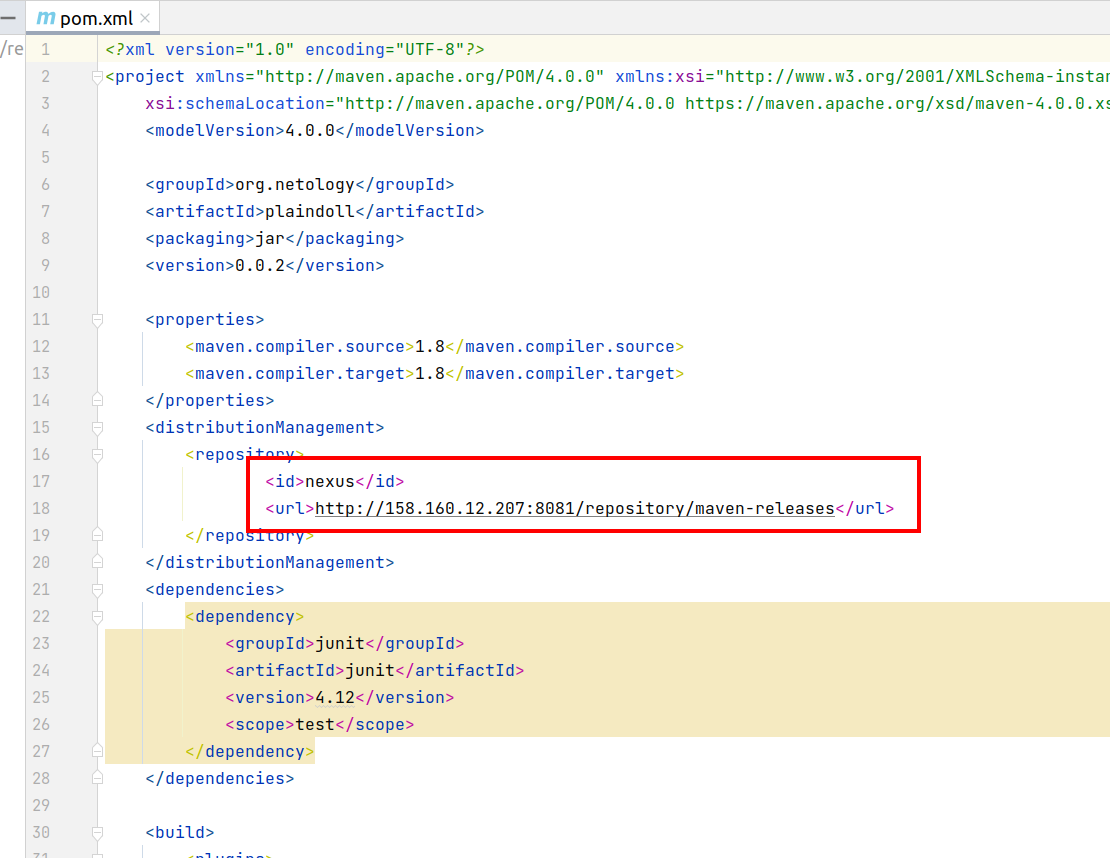 m pom.xml
/re
1 <?xml version="1.0" encoding="UTF-8"?>
2 <project xmlns="http://maven.apache.org/POM/4.0.0" xmlns:xsi="http://www.w3.org/2001/XMLSchema-instan
3 xsi:schemaLocation="http://maven.apache.org/POM/4.0.0 https://maven.apache.org/xsd/maven-4.0.0.xs
4 <modelVersion>4.0.0</modelVersion>
5
6 <groupId>org.netology</groupId>
7 <artifactId>plaindoll</artifactId>
8 <packaging>jar</packaging>
9 <version>0.0.2</version>
10
11 <properties>
12 <maven.compiler.source>1.8</maven.compiler.source>
13 <maven.compiler.target>1.8</maven.compiler.target>
14 </properties>
15 <distributionManagement>
16 <repository>
17 <id>nexus</id>
18 <url>http://158.160.12.207:8081/repository/maven-releases</url>
19 </repository>
20 </distributionManagement>
21 <dependencies>
22 <dependency>
23 <groupId>junit</groupId>
24 <artifactId>junit</artifactId>
25 <version>4.12</version>
26 <scope>test</scope>
27 </dependency>
28 </dependencies>
29
30 <build>
31 <plugins>